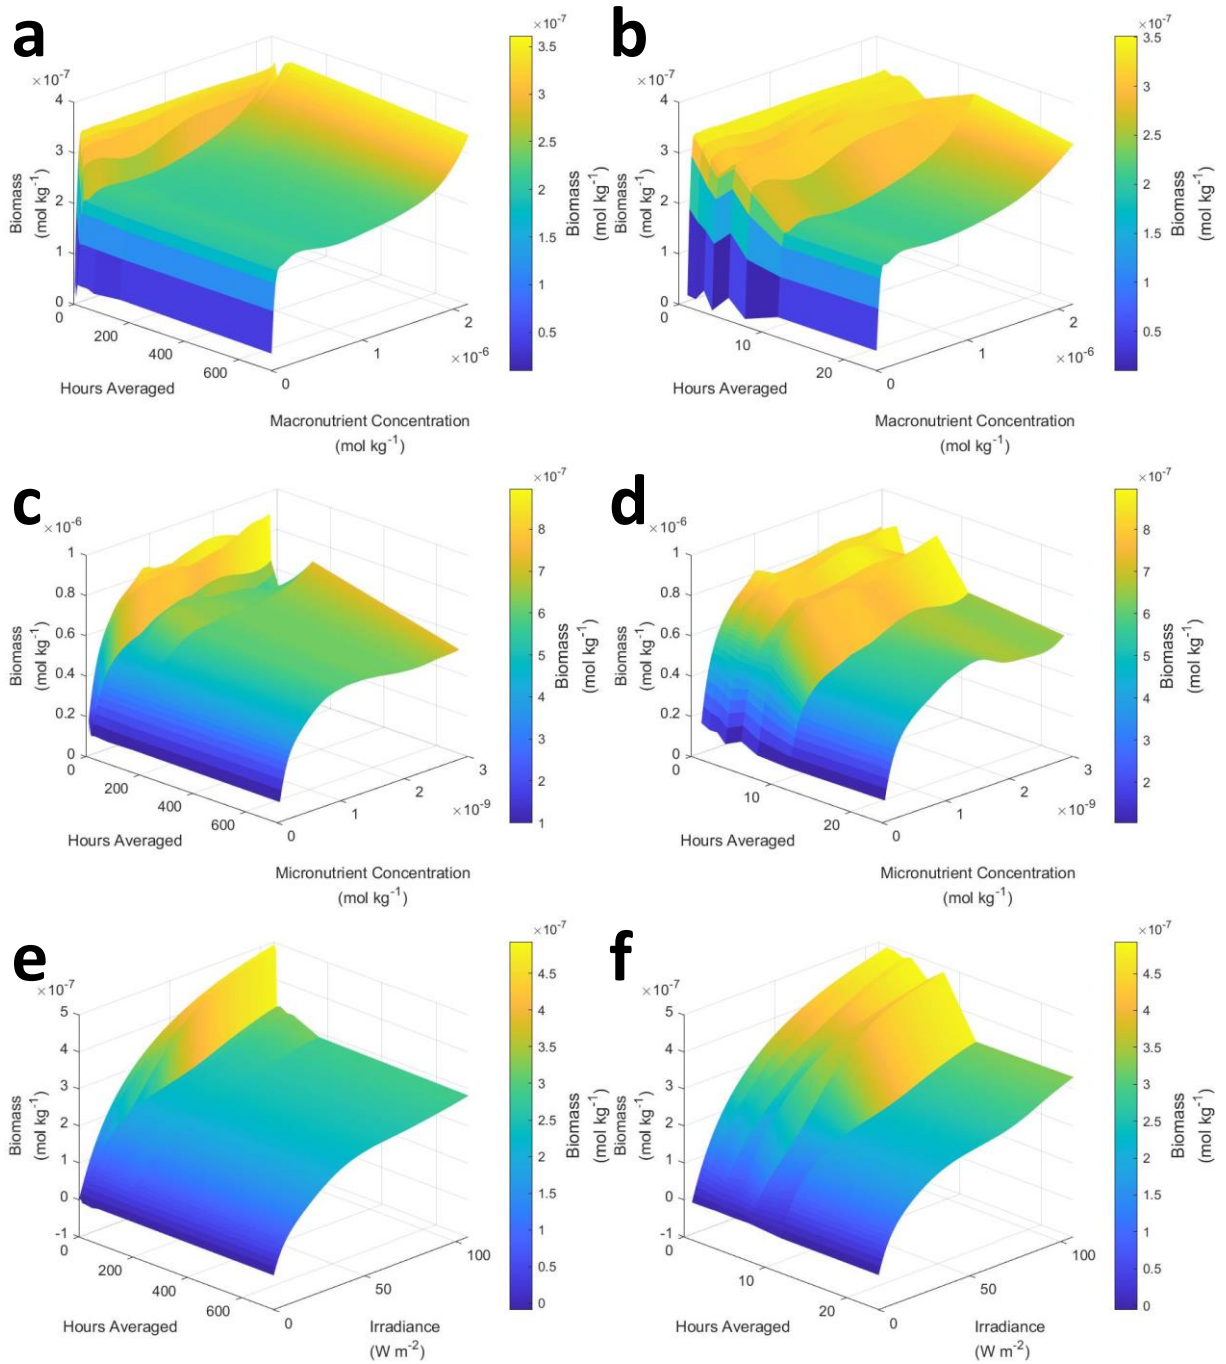 a
×10-7
4
3
2
1
0
Biomass
(mol kg-1)
0
200
400
600
Hours Averaged
0
1
2
×10-6
Macronutrient Concentration
(mol kg-1)
×10-7
3.5
3
2.5
2
1.5
1
0.5
Biomass
(mol kg-1)
b
×10-7
4
3
2
1
0
Biomass
(mol kg-1)
0
10
20
Hours Averaged
0
1
2
×10-6
Macronutrient Concentration
(mol kg-1)
×10-7
3.5
3
2.5
2
1.5
1
0.5
Biomass
(mol kg-1)
c
×10-6
1
0.8
0.6
0.4
0.2
0
Biomass
(mol kg-1)
0
200
400
600
Hours Averaged
0
1
2
3
×10-9
Micronutrient Concentration
(mol kg-1)
×10-7
8
7
6
5
4
3
2
1
Biomass
(mol kg-1)
d
×10-6
1
0.8
0.6
0.4
0.2
0
Biomass
(mol kg-1)
0
10
20
Hours Averaged
0
1
2
3
×10-9
Micronutrient Concentration
(mol kg-1)
×10-7
8
7
6
5
4
3
2
Biomass
(mol kg-1)
e
×10-7
5
4
3
2
1
0
-1
Biomass
(mol kg-1)
0
200
400
600
Hours Averaged
0
50
100
Irradiance
(W m-2)
×10-7
4.5
4
3.5
3
2.5
2
1.5
1
0.5
0
Biomass
(mol kg-1)
f
×10-7
5
4
3
2
1
0
-1
Biomass
(mol kg-1)
0
10
20
Hours Averaged
0
50
100
Irradiance
(W m-2)
×10-7
4.5
4
3.5
3
2.5
2
1.5
1
0.5
0
Biomass
(mol kg-1)